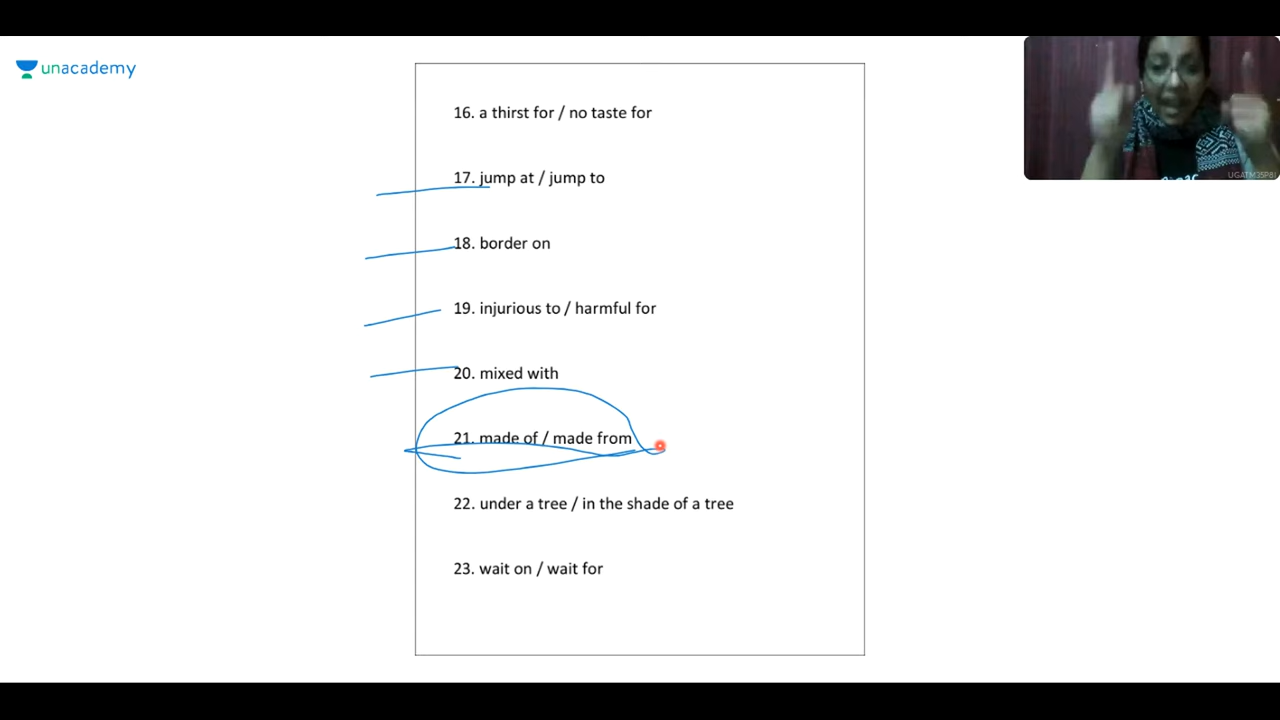 unacademy
16. a thirst for / no taste for
17. jump at / jump to
18. border on
19. injurious to / harmful for
20. mixed with
21. made of / made from
22. under a tree / in the shade of a tree
23. wait on / wait for